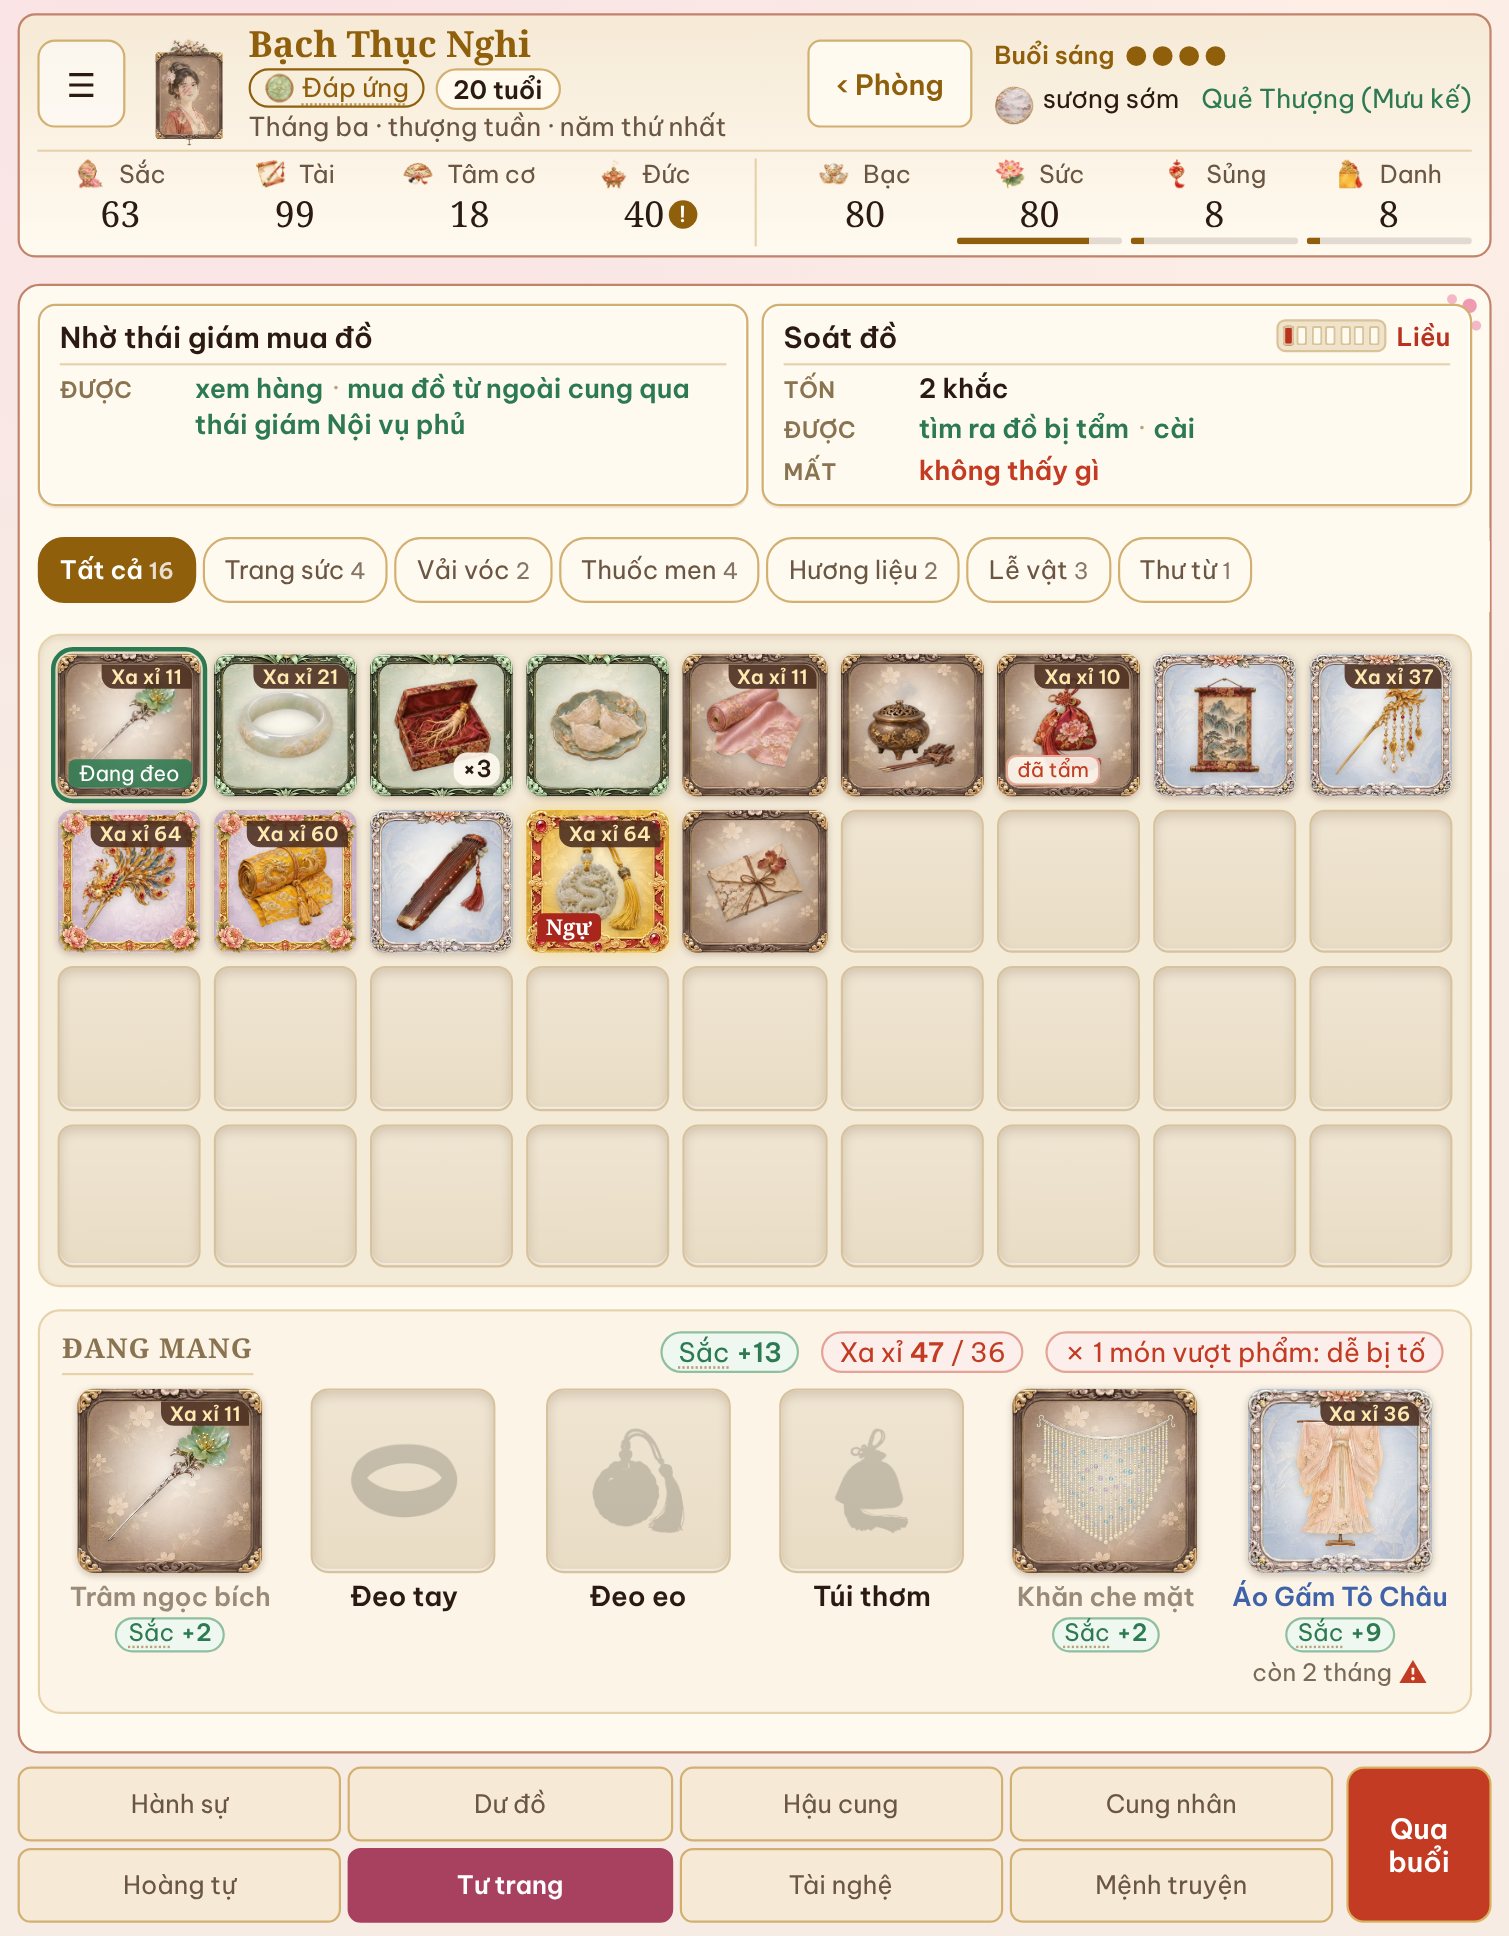 ☰
Bạch Thục Nghi
Đáp ứng 20 tuổi
Tháng ba · thượng tuần · năm thứ nhất
‹ Phòng
Buổi sáng
sương sớm Quẻ Thượng (Mưu kế)
Sắc Tài Tâm cơ Đức Bạc Sức Sủng Danh
63 99 18 40 ! 80 80 8 8
Nhờ thái giám mua đồ
ĐƯỢC xem hàng · mua đồ từ ngoài cung qua
thái giám Nội vụ phủ
Soát đồ Liều
TỐN 2 khắc
ĐƯỢC tìm ra đồ bị tẩm · cài
MẤT không thấy gì
Tất cả 16 Trang sức 4 Vải vóc 2 Thuốc men 4 Hương liệu 2 Lễ vật 3 Thư từ 1
Xa xỉ 11 Xa xỉ 21 Xa xỉ 11 Xa xỉ 10 Xa xỉ 37
Đang đeo ×3 đã tẩm
Xa xỉ 64 Xa xỉ 60 Xa xỉ 64
Ngự
ĐANG MANG Sắc +13 Xa xỉ 47 / 36 × 1 món vượt phẩm: dễ bị tố
Xa xỉ 11 Xa xỉ 36
Trâm ngọc bích Đeo tay Đeo eo Túi thơm Khăn che mặt Áo Gấm Tô Châu
Sắc +2 Sắc +2 Sắc +9
còn 2 tháng
Hành sự Dư đồ Hậu cung Cung nhân
Hoàng tự Tư trang Tài nghệ Mệnh truyện
Qua
buổi